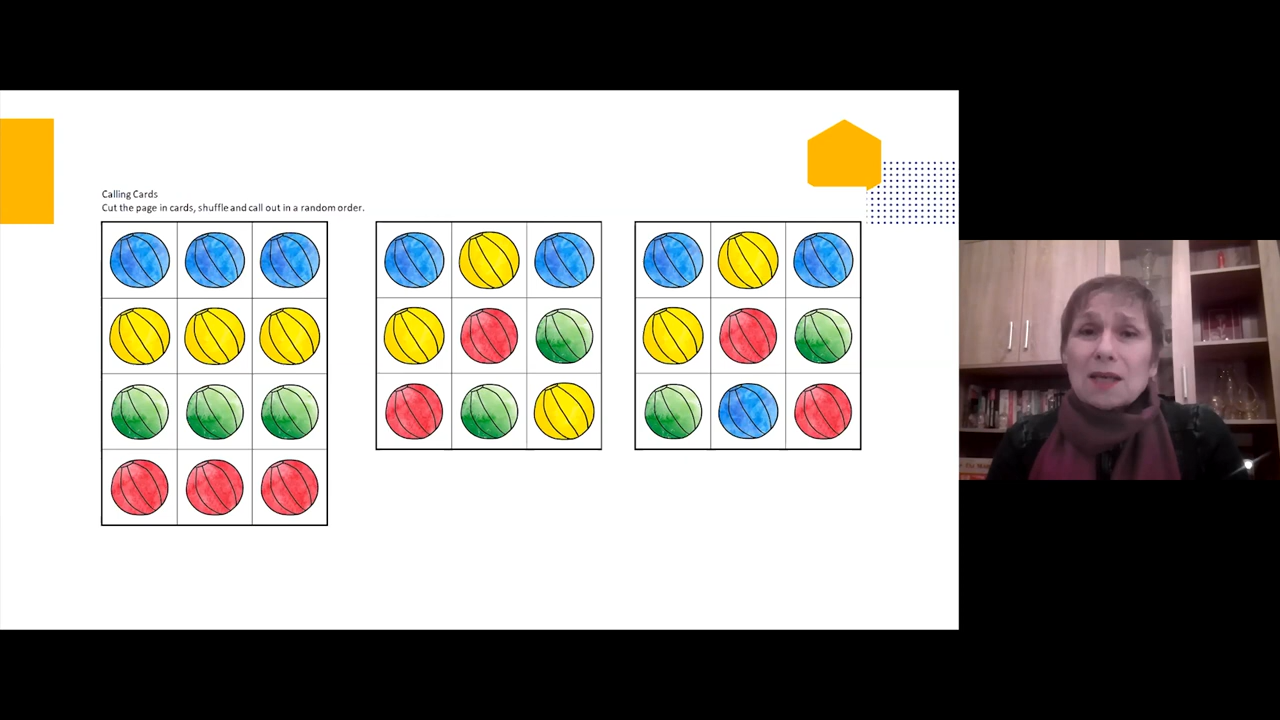 Calling Cards
Cut the page in cards, shuffle and call out in a random order.